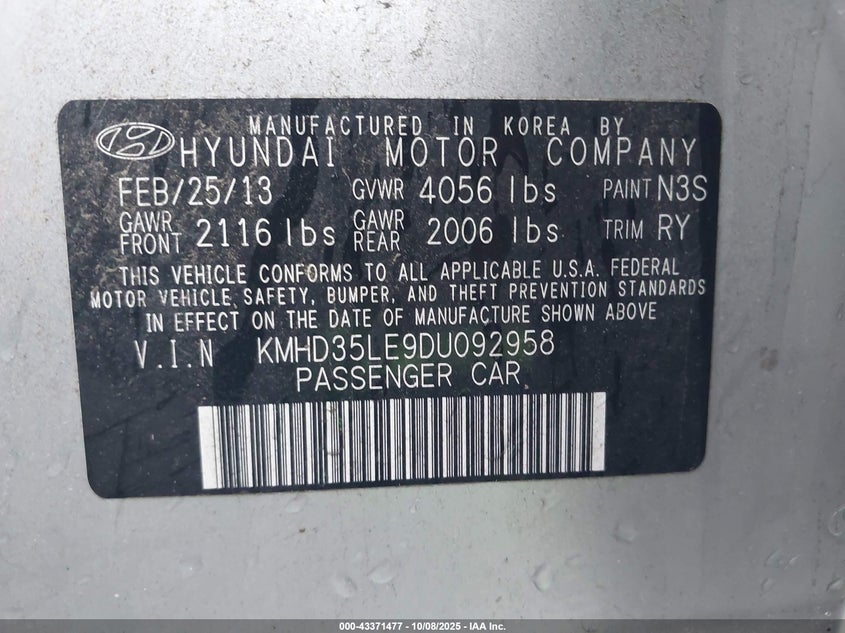 MANUFACTURED IN KOREA BY
HYUNDAI MOTOR COMPANY
FEB/25/13 GVWR 4056 lbs PAINT N3S
GAWR FRONT 2116 lbs GAWR REAR 2006 lbs TRIM RY
THIS VEHICLE CONFORMS TO ALL APPLICABLE U.S.A. FEDERAL
MOTOR VEHICLE SAFETY, BUMPER, AND THEFT PREVENTION STANDARDS
IN EFFECT ON THE DATE OF MANUFACTURE SHOWN ABOVE
V.I.N KMHD35LE9DU092958
PASSENGER CAR
000-43371477 - 10/08/2025 - IAA Inc.